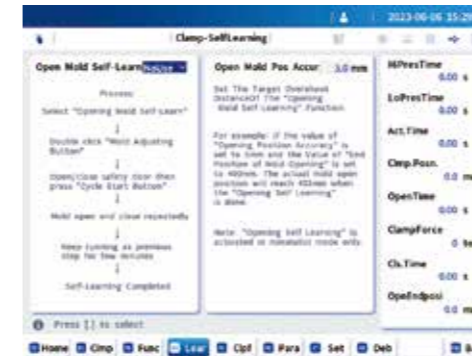 2023-06-06 15:29
Clamp-SelfLearning
Open Mold Self-Learn
Process:
Select "Opening Mold Self-Learn"
Double click "Mold Adjusting
Button"
Open/close safety door then
press "Cycle Start Button"
Mold open and close repeatedly
Keep running as previous
step for few minutes
Self-Learning Completed
Open Mold Pos Accur 3.0 mm
Set The Target Overshoot
DistanceOf The "Opening
Mold Self Learning" Function.
For example: if the value of
"Opening Position Accuracy" is
set to 3mm and the Value of "End
Position of Mold Opening" is set
to 400mm. The actual mold open
position will reach 403mm when
the "Opening Self Learning"
is done.
Note: "Opening Self Learning" is
activated in mode only
HiPresTime
0.00 s
LoPresTime
0.00 s
Act.Time
0.00 s
Clmp.Posn.
0.0 m
OpenTime
0.00 s
ClampForce
0
Cls.Time
0.00 s
OpeEndposi
0.0 m
Press [] to select
Home Clmp Func Lear Cpf Para Set Deb